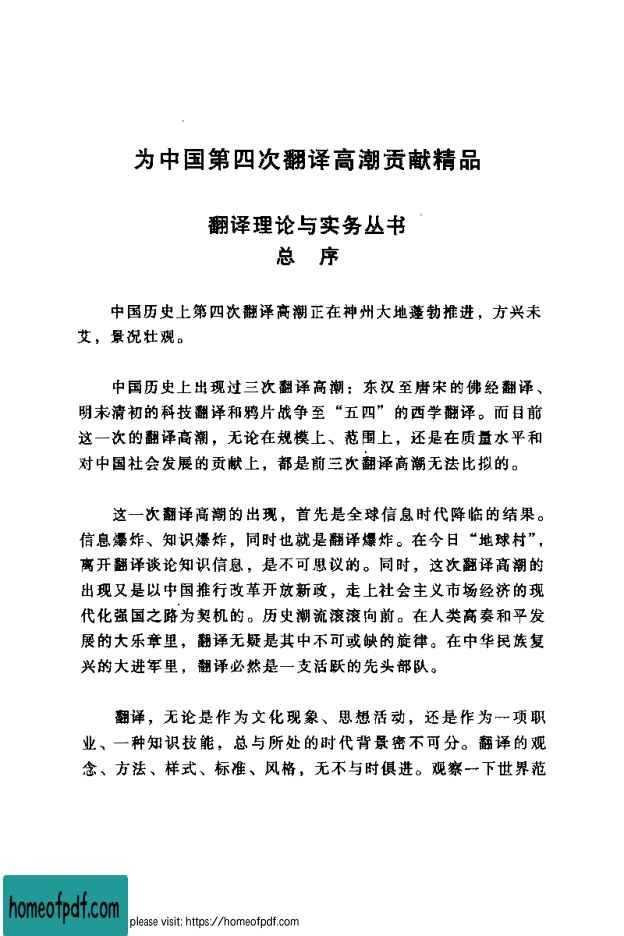 为中国第四次翻译高潮贡献精品
翻译理论与实务丛书
总 序
中国历史上第四次翻译高潮正在神州大地蓬勃推进，方兴未
艾，景况壮观。
中国历史上出现过三次翻译高潮：东汉至唐宋的佛经翻译、
明末清初的科技翻译和鸦片战争至“五四”的西学翻译。而目前
这一次的翻译高潮，无论在规模上、范围上，还是在质量水平和
对中国社会发展的贡献上，都是前三次翻译高潮无法比拟的。
这一次翻译高潮的出现，首先是全球信息时代降临的结果。
信息爆炸、知识爆炸，同时也就是翻译爆炸。在今日“地球村”，
离开翻译谈论知识信息，是不可思议的。同时，这次翻译高潮的
出现又是以中国推行改革开放新政，走上社会主义市场经济的现
代化强国之路为契机的。历史潮流滚滚向前。在人类高奏和平发
展的大乐章里，翻译无疑是其中不可或缺的旋律。在中华民族复
兴的大进军里，翻译必然是一支活跃的先头部队。
翻译，无论是作为文化现象、思想活动，还是作为一项职
业、一种知识技能，总与所处的时代背景密不可分。翻译的观
念、方法、样式、标准、风格，无不与时俱进。观察一下世界范
homeofpdf.com
please visit: https://homeofpdf.com